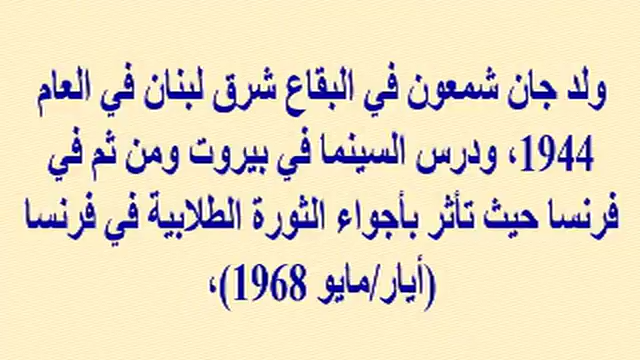 ولد جان شمعون في البقاع شرق لبنان في العام
1944، ودرس السينما في بيروت ومن ثم في
فرنسا حيث تأثر بأجواء الثورة الطلابية في فرنسا
(أيار/مايو 1968)،